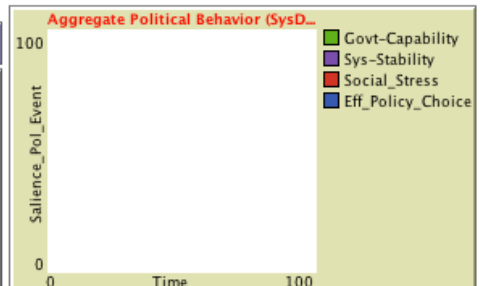 Aggregate Political Behavior (SysD...
100
Salience_Pol_Event
0
0 Time 100
Govt-Capability
Sys-Stability
Social_Stress
Eff_Policy_Choice